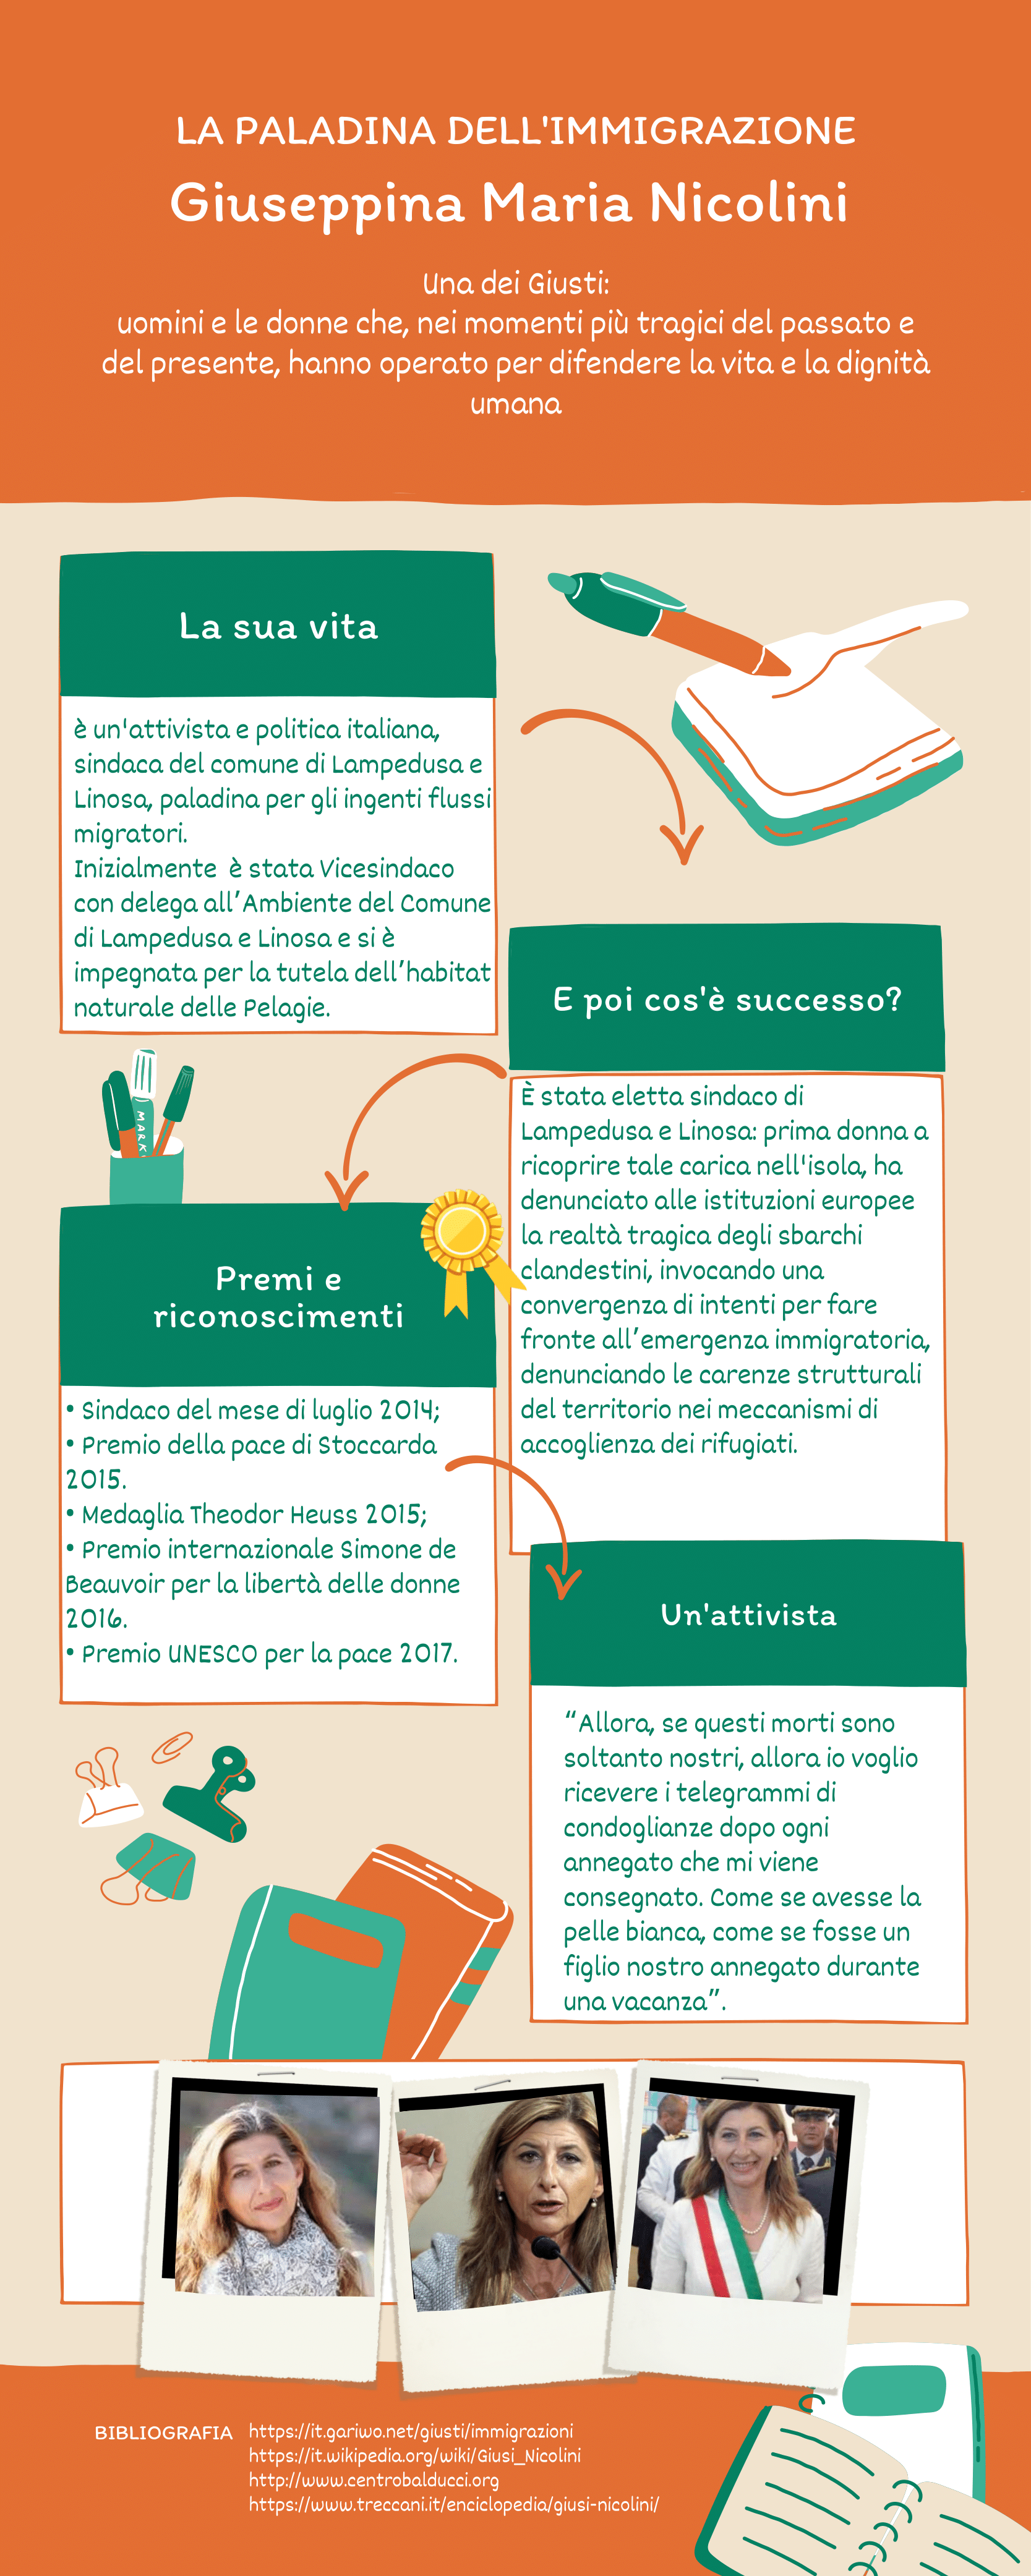 LA PALADINA DELL'IMMIGRAZIONE
Giuseppina Maria Nicolini
Una dei Giusti:
uomini e le donne che, nei momenti più tragici del passato e
del presente, hanno operato per difendere la vita e la dignità
umana
La sua vita
è un'attivista e politica italiana,
sindaca del comune di Lampedusa e
Linosa, paladina per gli ingenti flussi
migratori.
Inizialmente è stata Vicesindaco
con delega all’Ambiente del Comune
di Lampedusa e Linosa e si è
impegnata per la tutela dell’habitat
naturale delle Pelagie.
E poi cos'è successo?
È stata eletta sindaco di
Lampedusa e Linosa: prima donna a
ricoprire tale carica nell'isola, ha
denunciato alle istituzioni europee
la realtà tragica degli sbarchi
clandestini, invocando una
convergenza di intenti per fare
fronte all’emergenza immigratoria,
denunciando le carenze strutturali
del territorio nei meccanismi di
accoglienza dei rifugiati.
MARK
Premi e
riconoscimenti
• Sindaco del mese di luglio 2014;
• Premio della pace di Stoccarda
2015.
• Medaglia Theodor Heuss 2015;
• Premio internazionale Simone de
Beauvoir per la libertà delle donne
2016.
• Premio UNESCO per la pace 2017.
Un'attivista
“Allora, se questi morti sono
soltanto nostri, allora io voglio
ricevere i telegrammi di
condoglianze dopo ogni
annegato che mi viene
consegnato. Come se avesse la
pelle bianca, come se fosse un
figlio nostro annegato durante
una vacanza”.
BIBLIOGRAFIA
https://it.gariwo.net/giusti/immigrazioni
https://it.wikipedia.org/wiki/Giusi_Nicolini
http://www.centrobalducci.org
https://www.treccani.it/enciclopedia/giusi-nicolini/